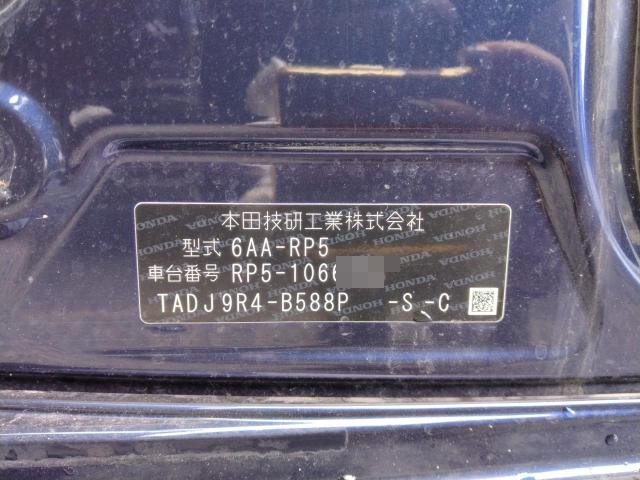 本田技研工業株式会社
型式 6AA-RP5
車台番号 RP5-1066
TADJ9R4-B588P -S -C